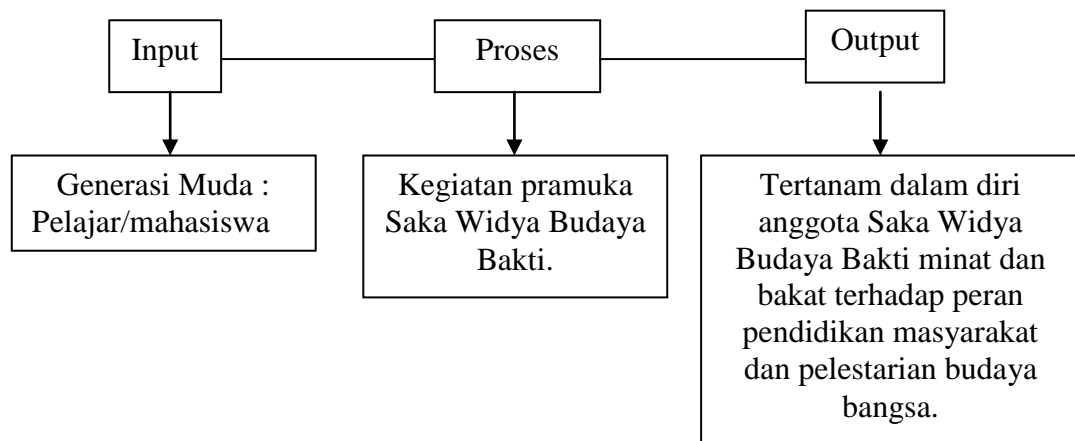 Input
Proses
Output
Generasi Muda :
Pelajar/mahasiswa
Kegiatan pramuka
Saka Widya Budaya
Bakti.
Tertanam dalam diri
anggota Saka Widya
Budaya Bakti minat dan
bakat terhadap peran
pendidikan masyarakat
dan pelestarian budaya
bangsa.